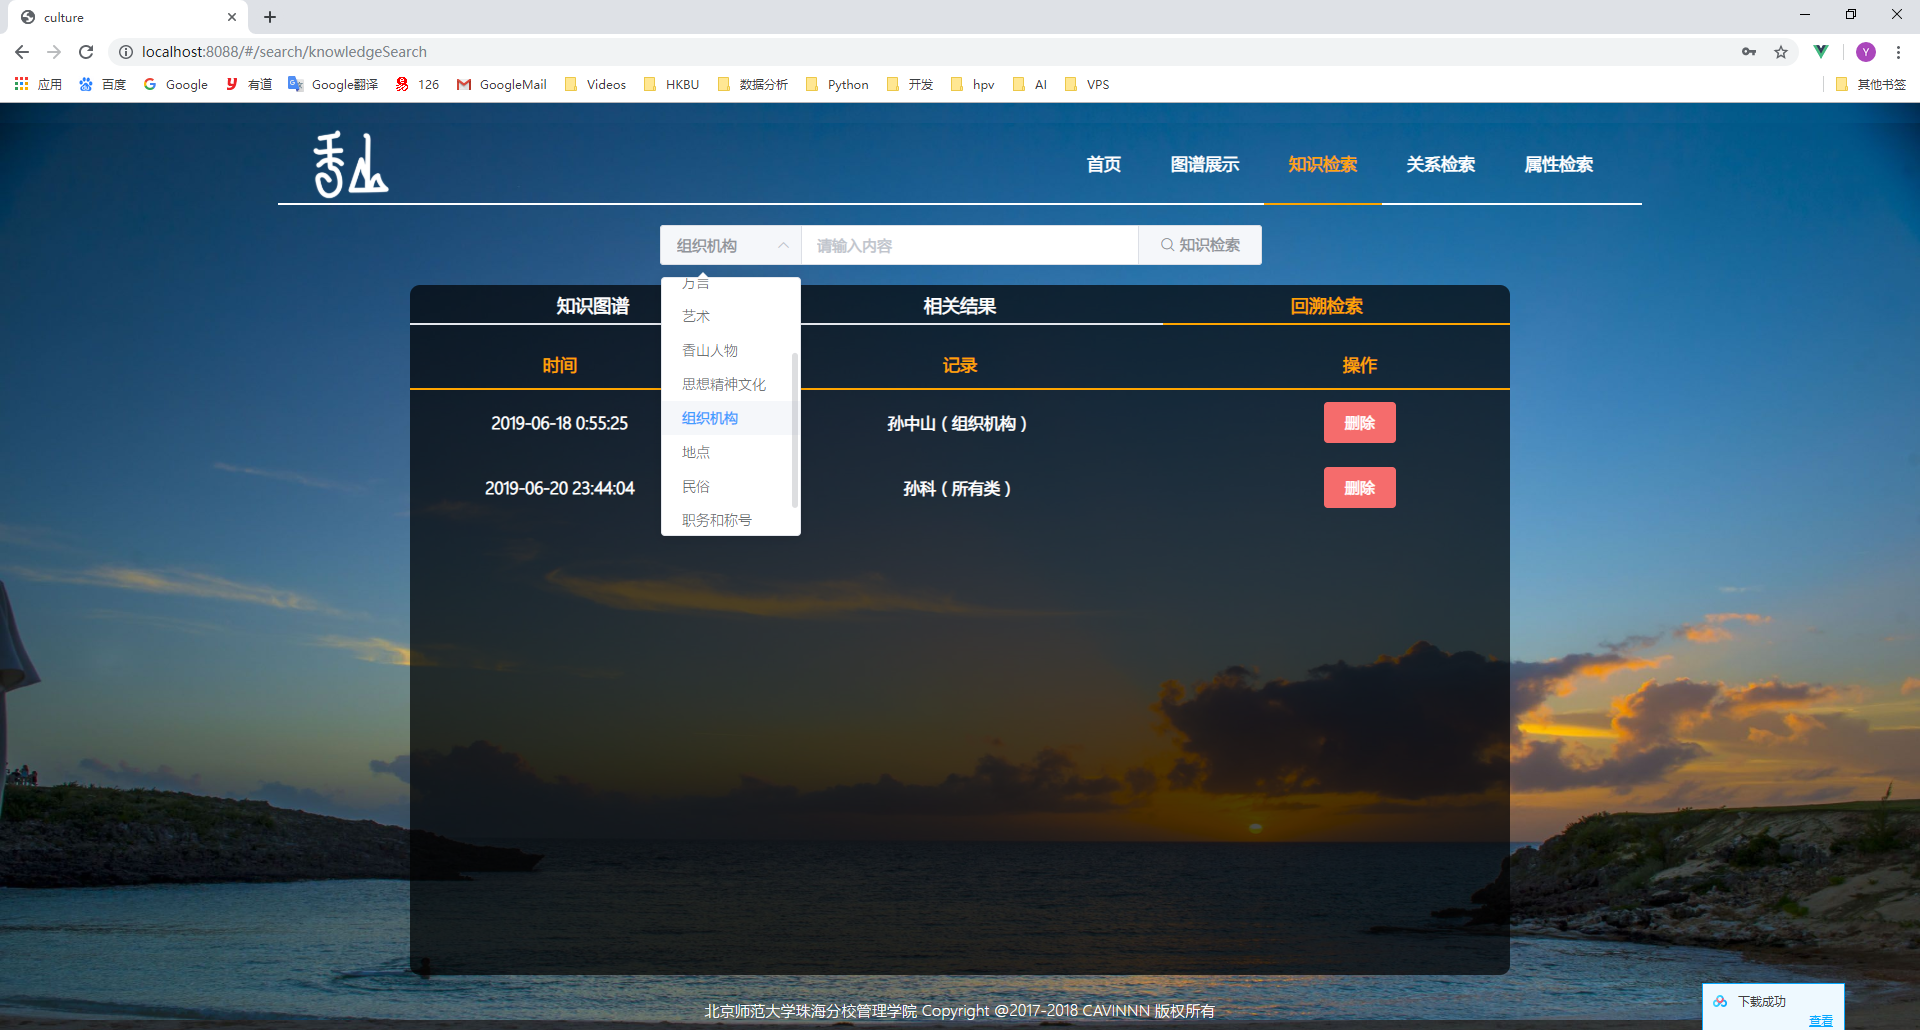 culture
localhost:8088/#/search/knowledgeSearch
Y
应用 百度 Google 有道 Google翻译 126 GoogleMail Videos HKBU 数据分析 Python 开发 hpv AI VPS 其他书签
香山
首页 图谱展示 知识检索 关系检索 属性检索
组织机构 请输入内容 知识检索
知识图谱 相关结果 回溯检索
时间 记录 操作
2019-06-18 0:55:25 孙中山 ( 组织机构 ) 删除
2019-06-20 23:44:04 孙科 ( 所有类 ) 删除
方言
艺术
香山人物
思想精神文化
组织机构
地点
民俗
职务和称号
北京师范大学珠海分校管理学院 Copyright @2017-2018 CAVINNN 版权所有
下载成功
查看